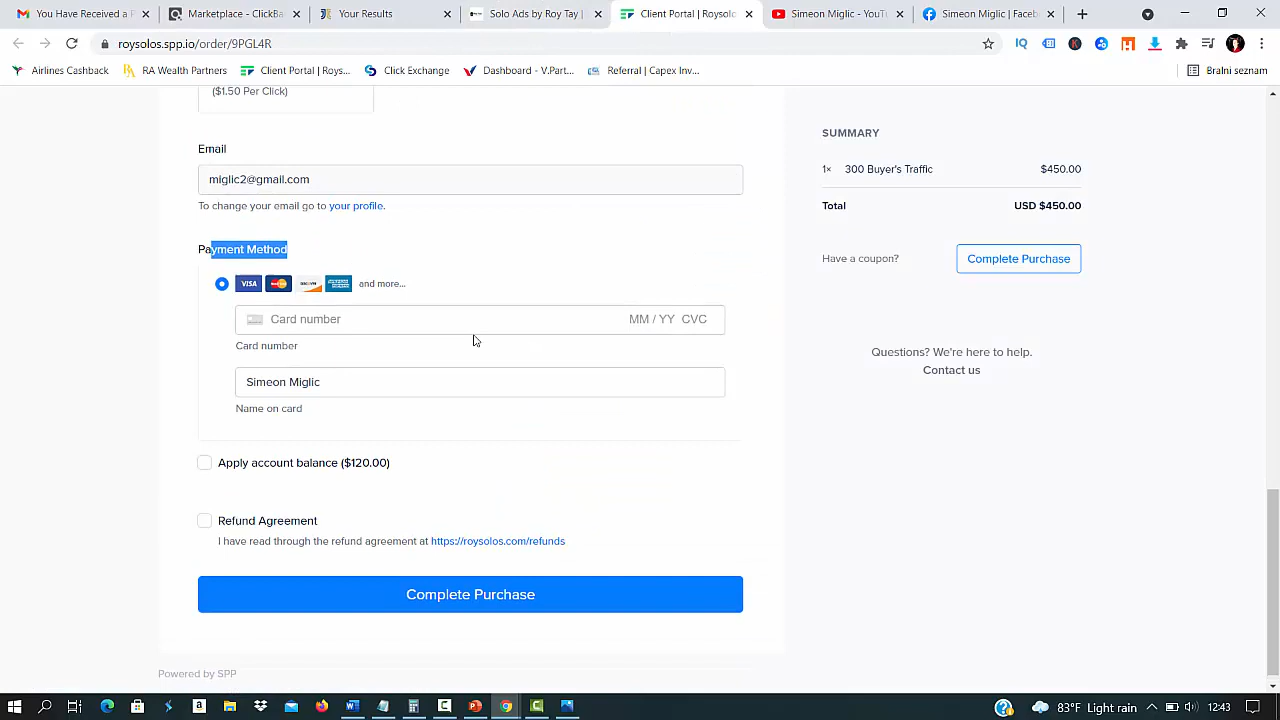 You Have Received a P
Marketplace - ClickBa
Your Results
Solo Ads by Roy Tay |
Client Portal | Roysolo
Simeon Miglic - YouTu
Simeon Miglic | Faceb
roysolos.spp.io/order/9PGL4R
Airlines Cashback
RA Wealth Partners
Client Portal | Roys...
Click Exchange
Dashboard - V.Part...
Referral | Capex Inv...
Bralni seznam
($1.50 Per Click)
Email
miglic2@gmail.com
To change your email go to your profile.
Payment Method
VISA and more...
Card number MM / YY CVC
Card number
Simeon Miglic
Name on card
Apply account balance ($120.00)
Refund Agreement
I have read through the refund agreement at https://roysolos.com/refunds
Complete Purchase
Powered by SPP
SUMMARY
1× 300 Buyer's Traffic $450.00
Total USD $450.00
Have a coupon? Complete Purchase
Questions? We're here to help.
Contact us
83°F Light rain 12:43